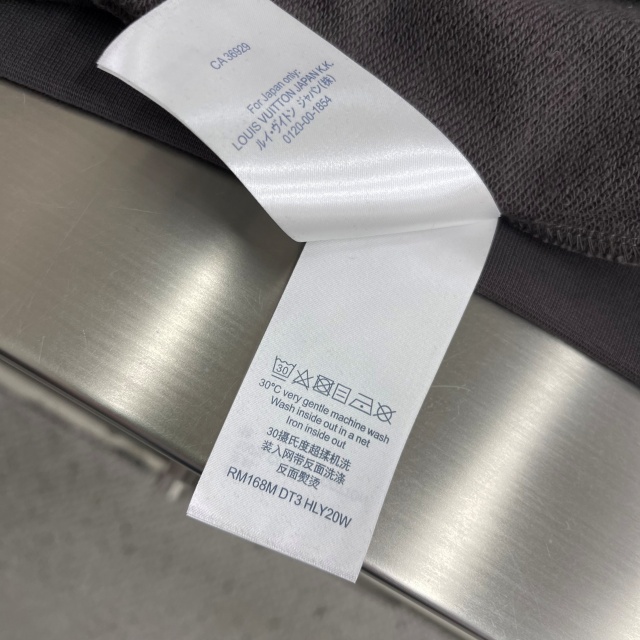 CA 36929
For Japan only:
LOUIS VUITTON JAPAN K.K.
ルイ・ヴィトン ジャパン(株)
0120-00-1854
30
30°C very gentle machine wash
Wash inside out in a net
Iron inside out
30摄氏度超揉机洗
装入网带反面洗涤
反面熨烫
RM168M DT3 HLY20W